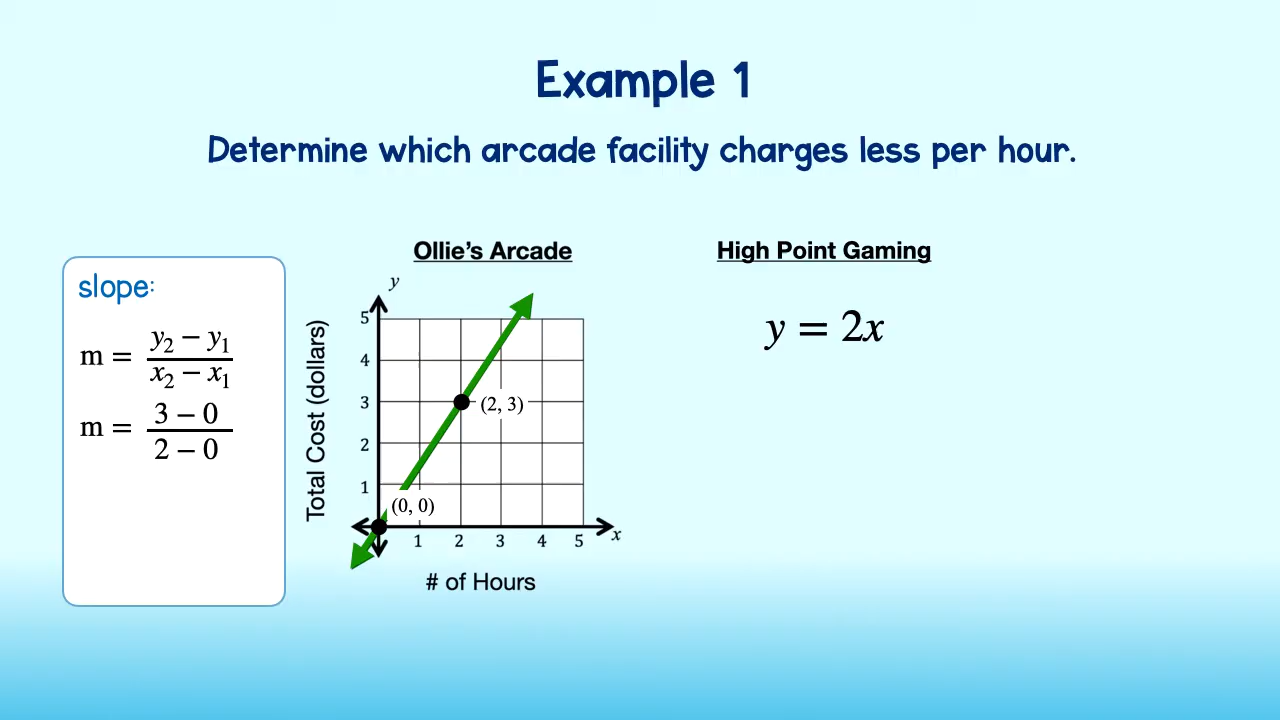 Example 1
Determine which arcade facility charges less per hour.
slope:
m = (y₂ − y₁)/(x₂ − x₁)
m = (3 − 0)/(2 − 0)
Ollie's Arcade
y
Total Cost (dollars)
5
4
3
2
1
(2, 3)
(0, 0)
1 2 3 4 5 x
# of Hours
High Point Gaming
y = 2x